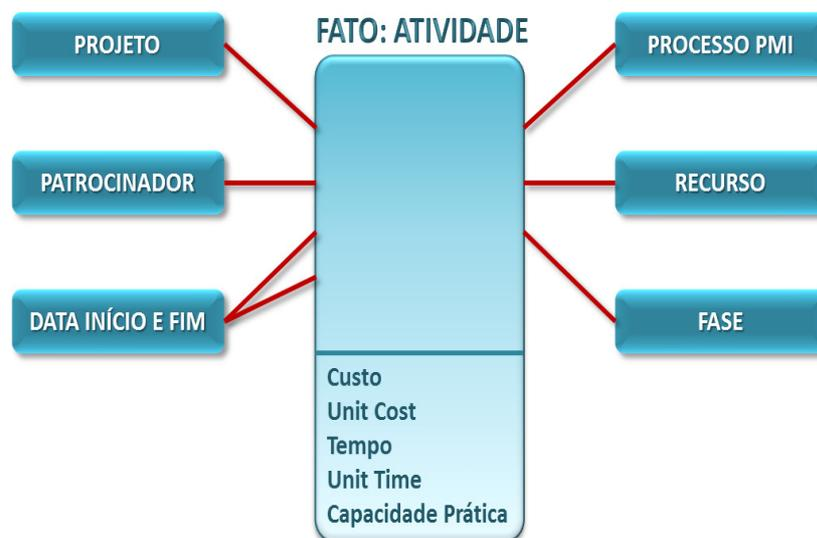 FATO: ATIVIDADE
PROJETO
PROCESSO PMI
PATROCINADOR
RECURSO
DATA INÍCIO E FIM
FASE
Custo
Unit Cost
Tempo
Unit Time
Capacidade Prática